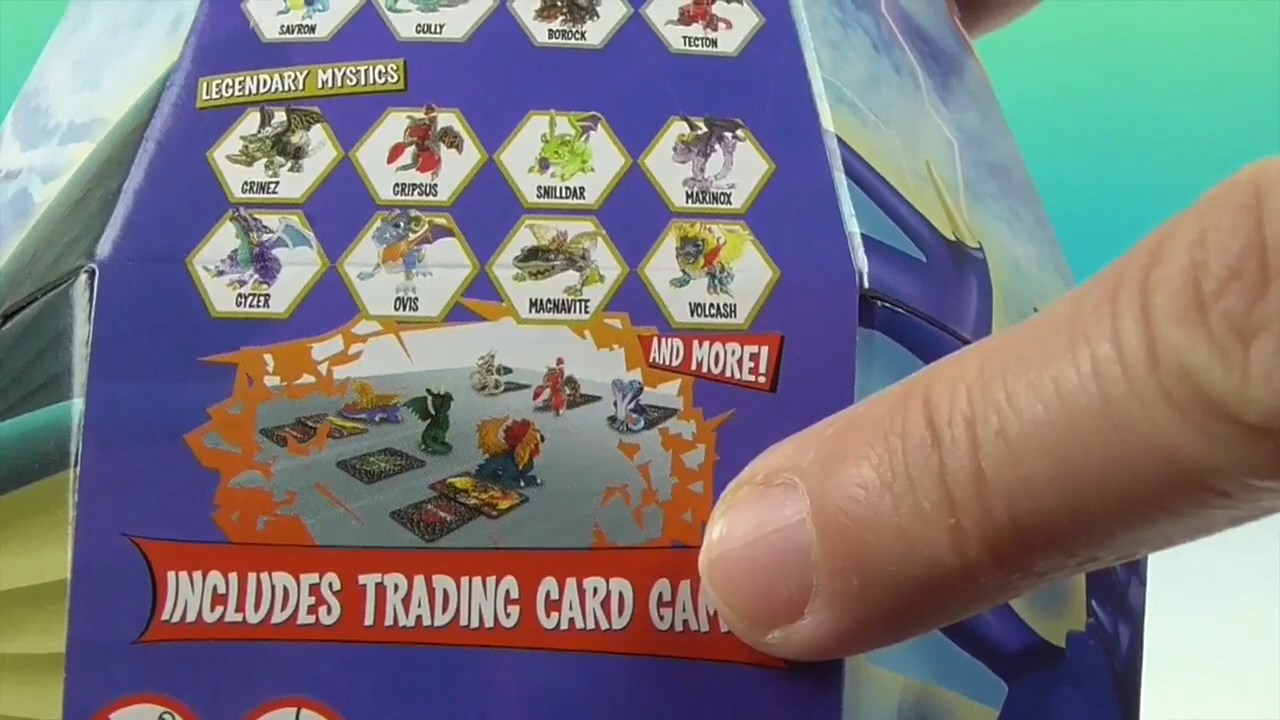 SAVRON GULLY BOROCK TECTON
LEGENDARY MYSTICS
GRINEZ GRIPSUS SNILLDAR MARINOX
GYZER OVIS MAGNAVITE VOLCASH
AND MORE!
INCLUDES TRADING CARD GAM